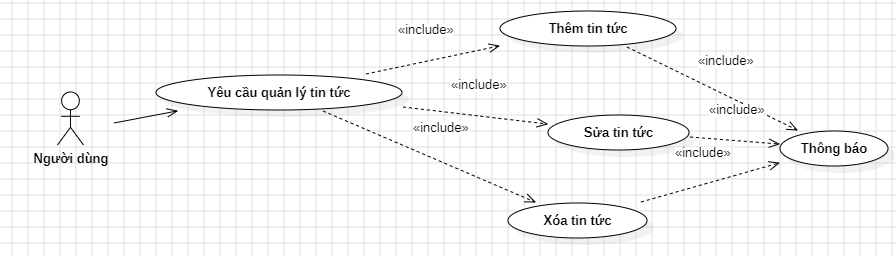 «include»
Thêm tin tức
«include»
Yêu cầu quản lý tin tức
«include»
«include»
«include»
Sửa tin tức
Thông báo
«include»
Người dùng
Xóa tin tức